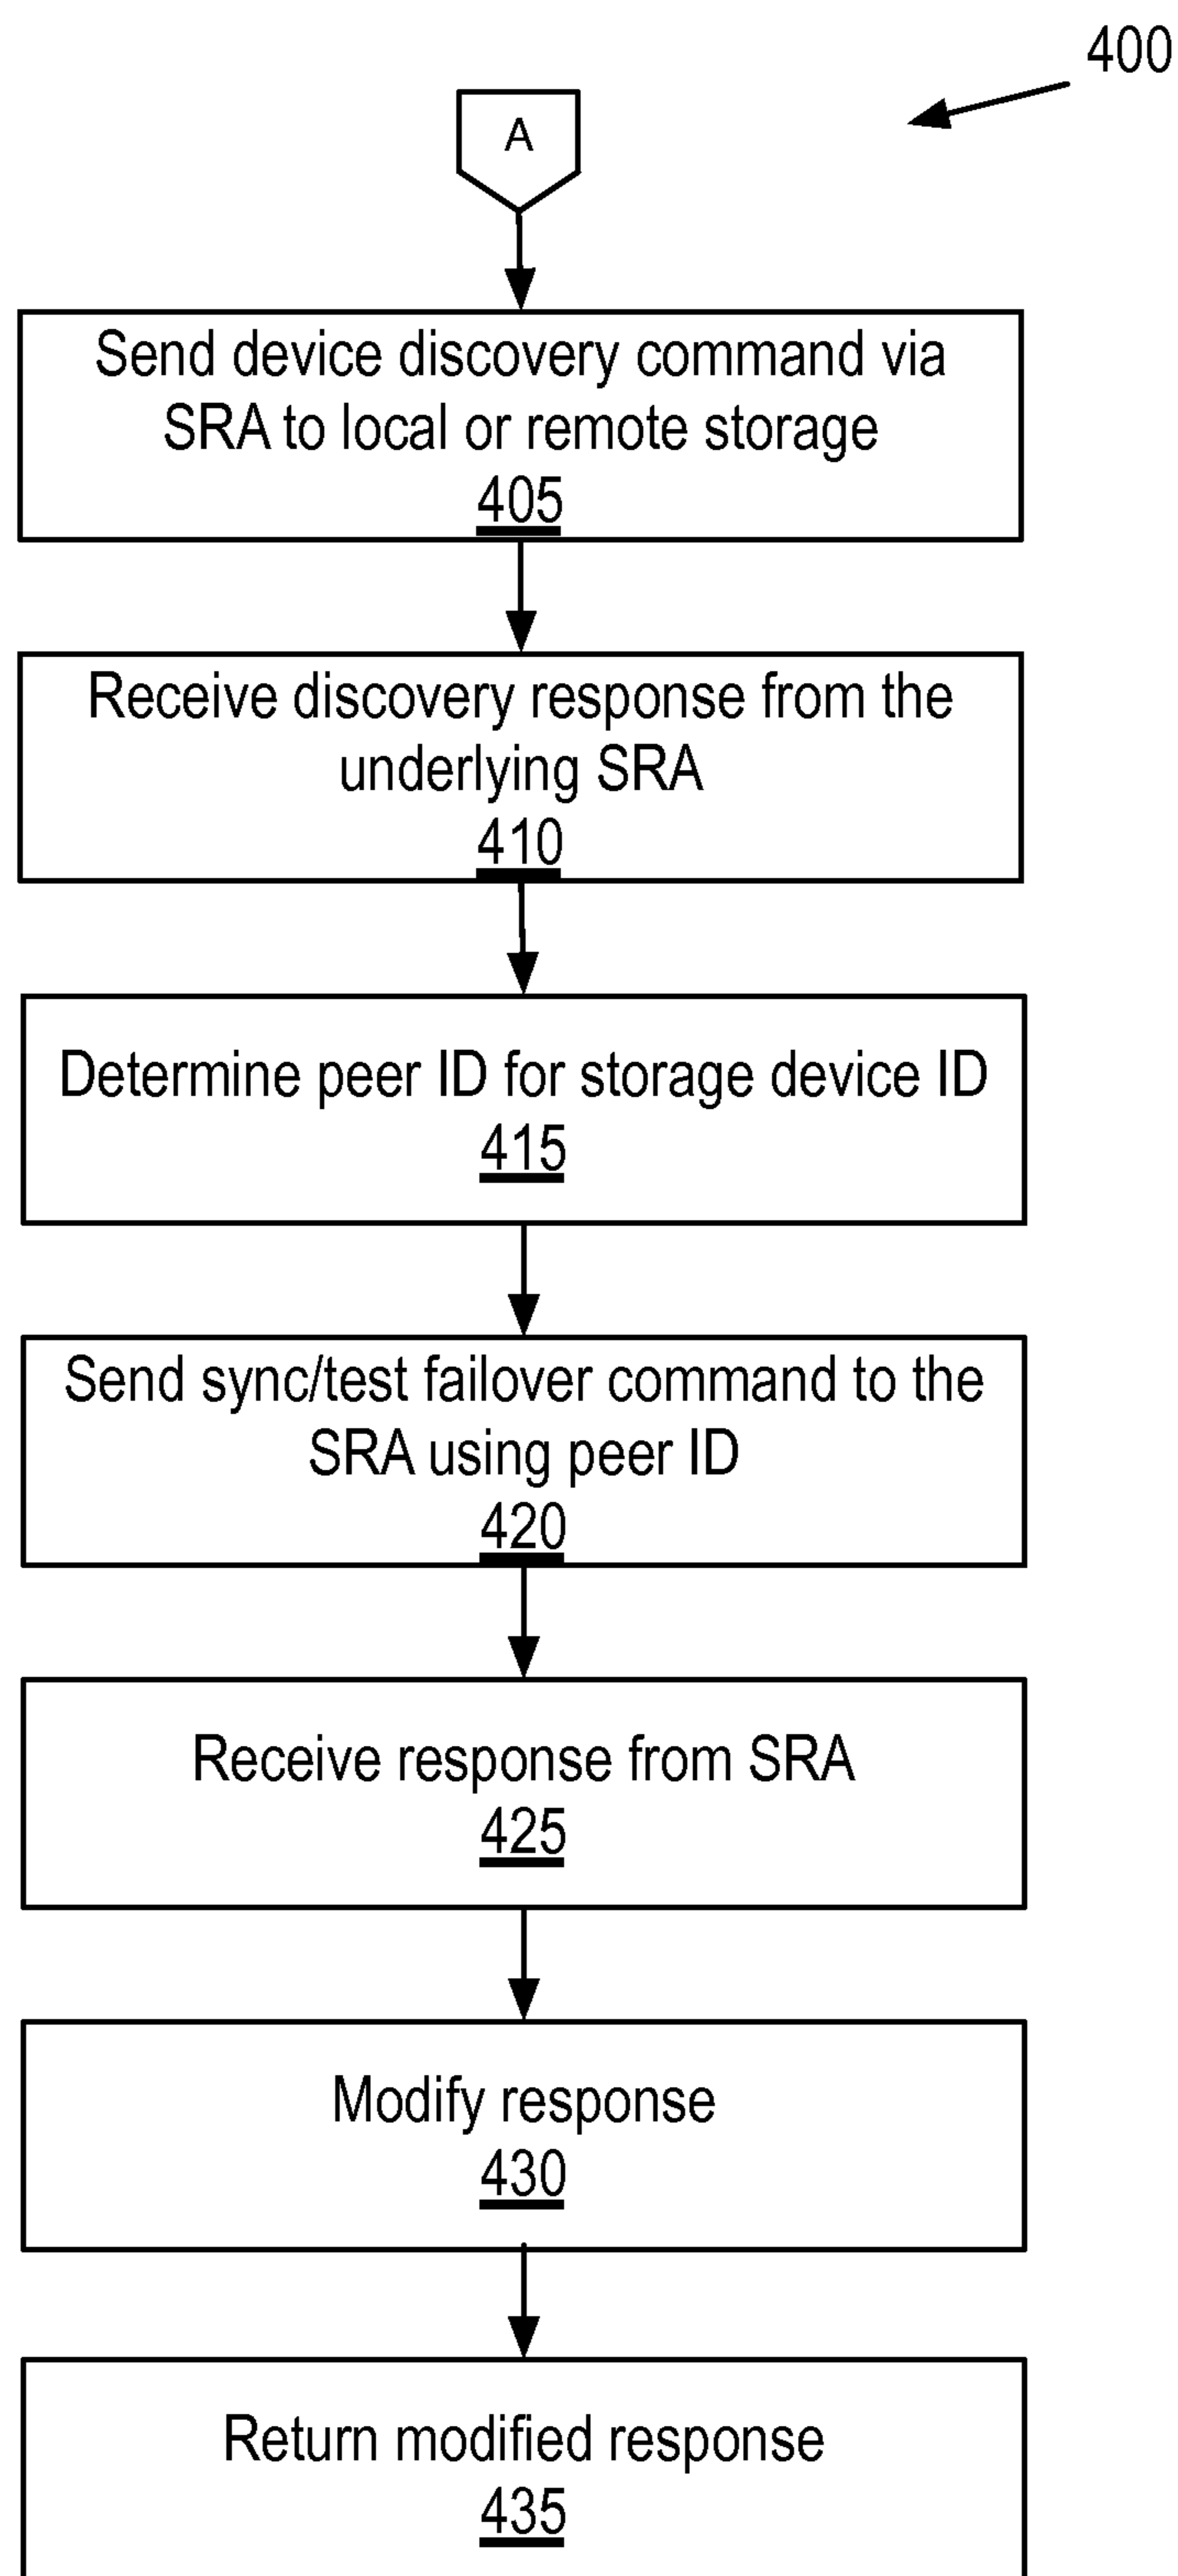 400
A
Send device discovery command via
SRA to local or remote storage
405
Receive discovery response from the
underlying SRA
410
Determine peer ID for storage device ID
415
Send sync/test failover command to the
SRA using peer ID
420
Receive response from SRA
425
Modify response
430
Return modified response
435